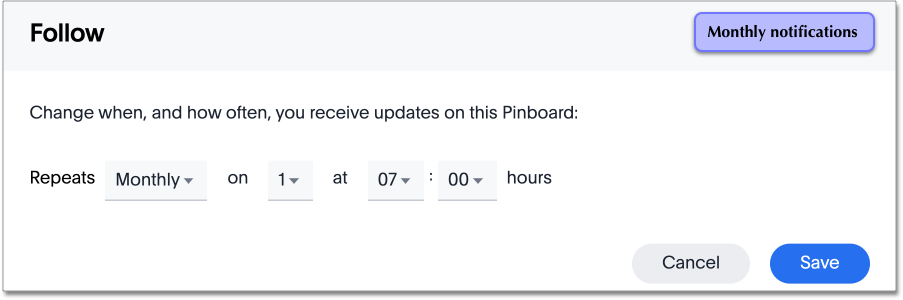 Follow
Monthly notifications
Change when, and how often, you receive updates on this Pinboard:
Repeats Monthly on 1 at 07 : 00 hours
Cancel Save